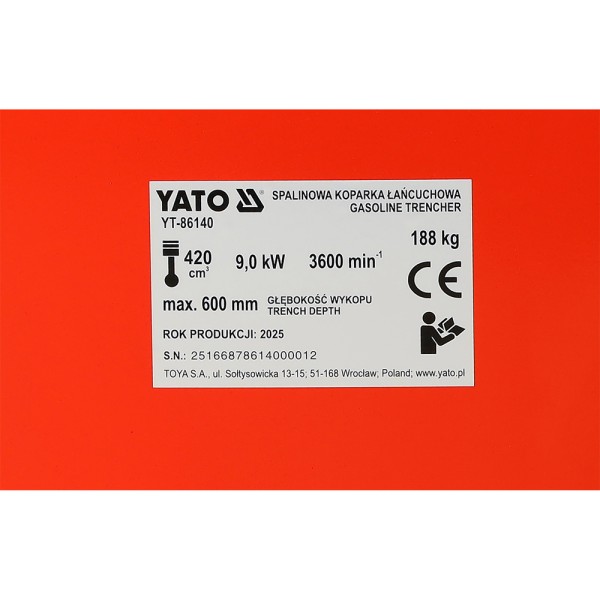 YATO
SPALINOWA KOPARKA ŁAŃCUCHOWA
GASOLINE TRENCHER
YT-86140
188 kg
420 cm³ 9,0 kW 3600 min⁻¹
CE
max. 600 mm GŁĘBOKOŚĆ WYKOPU
TRENCH DEPTH
ROK PRODUKCJI: 2025
S.N.: 25166878614000012
TOYA S.A., ul. Sołtysowicka 13-15; 51-168 Wrocław; Poland; www.yato.pl